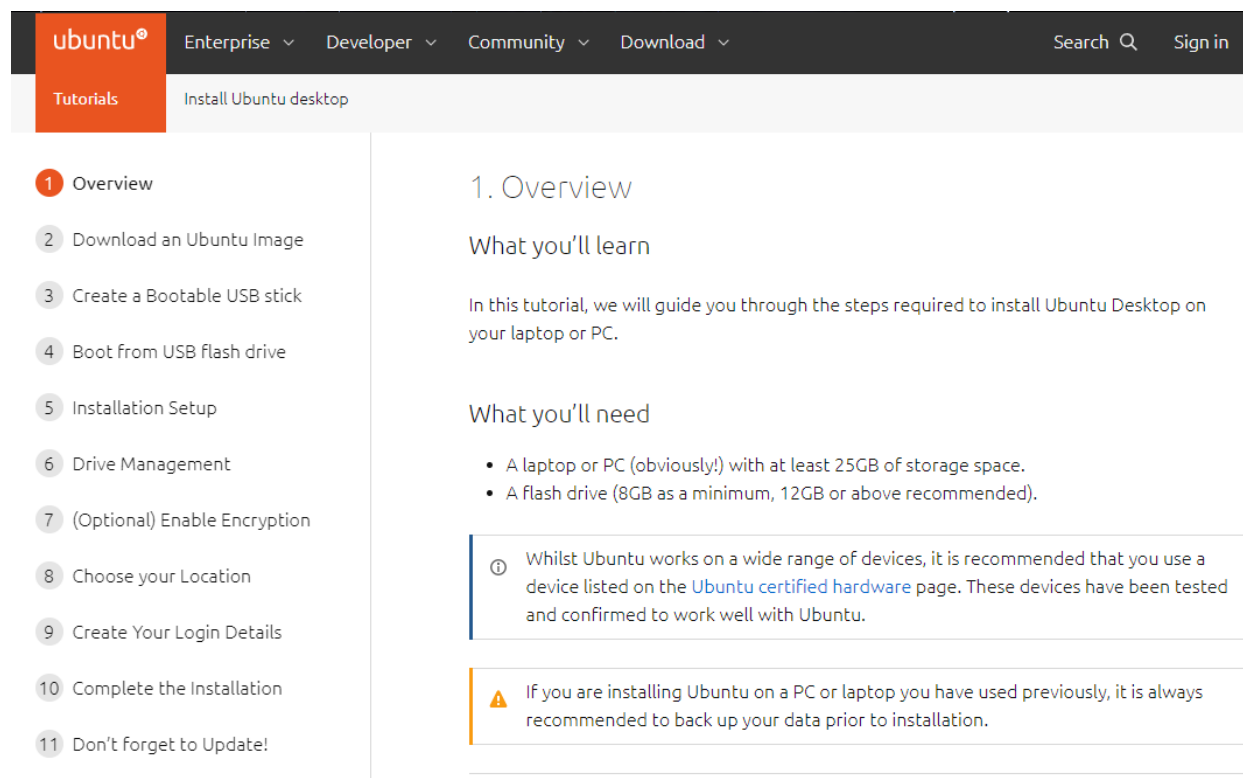 ubuntu
Enterprise Developer Community Download Search Sign in
Tutorials Install Ubuntu desktop
1 Overview
2 Download an Ubuntu Image
3 Create a Bootable USB stick
4 Boot from USB flash drive
5 Installation Setup
6 Drive Management
7 (Optional) Enable Encryption
8 Choose your Location
9 Create Your Login Details
10 Complete the Installation
11 Don’t forget to Update!
1. Overview
What you’ll learn
In this tutorial, we will guide you through the steps required to install Ubuntu Desktop on
your laptop or PC.
What you’ll need
• A laptop or PC (obviously!) with at least 25GB of storage space.
• A flash drive (8GB as a minimum, 12GB or above recommended).
Whilst Ubuntu works on a wide range of devices, it is recommended that you use a
device listed on the Ubuntu certified hardware page. These devices have been tested
and confirmed to work well with Ubuntu.
If you are installing Ubuntu on a PC or laptop you have used previously, it is always
recommended to back up your data prior to installation.